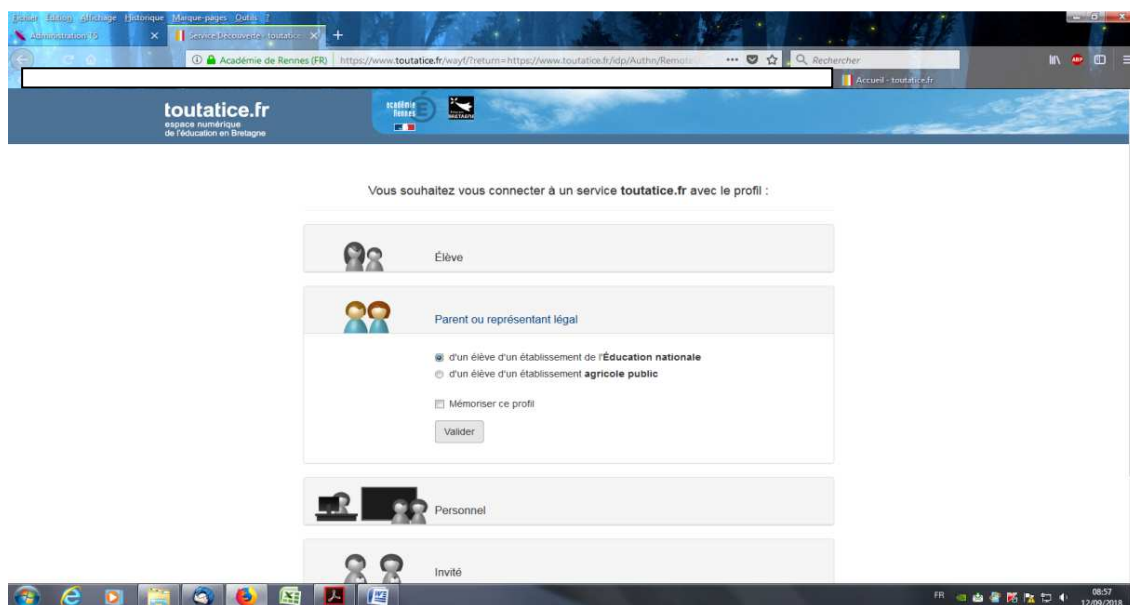 Fichier Édition Affichage Historique Marque-pages Outils ?
Administration TS
Service Découverte - toutatice
Académie de Rennes (FR) https://www.toutatice.fr/wayf/?return=https://www.toutatice.fr/idp/Authn/Remot
Rechercher
Accueil - toutatice.fr
toutatice.fr
espace numérique
de l'éducation en Bretagne
académie
Rennes
BRETAGNE
Vous souhaitez vous connecter à un service toutatice.fr avec le profil :
Élève
Parent ou représentant légal
d'un élève d'un établissement de l'Éducation nationale
d'un élève d'un établissement agricole public
Mémoriser ce profil
Valider
Personnel
Invité
FR
08:57
12/09/2018